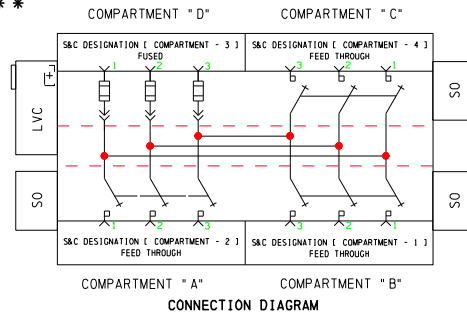 **
COMPARTMENT "D" COMPARTMENT "C"
S&C DESIGNATION [ COMPARTMENT - 3 ] S&C DESIGNATION [ COMPARTMENT - 4 ]
FUSED FEED THROUGH
1 2 3 3 2 1
LVC
+
SO
SO
SO
1 2 3 3 2 1
S&C DESIGNATION [ COMPARTMENT - 2 ] S&C DESIGNATION [ COMPARTMENT - 1 ]
FEED THROUGH FEED THROUGH
COMPARTMENT "A" COMPARTMENT "B"
CONNECTION DIAGRAM